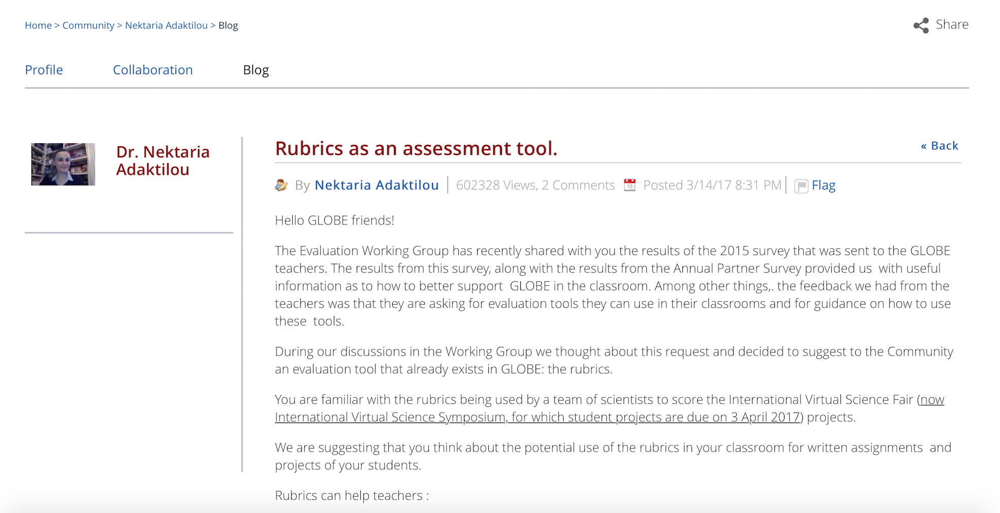 Home > Community > Nektaria Adaktilou > Blog
Share
Profile
Collaboration
Blog
Dr. Nektaria
Adaktilou
Rubrics as an assessment tool.
« Back
By Nektaria Adaktilou | 602328 Views, 2 Comments Posted 3/14/17 8:31 PM | Flag
Hello GLOBE friends!
The Evaluation Working Group has recently shared with you the results of the 2015 survey that was sent to the GLOBE
teachers. The results from this survey, along with the results from the Annual Partner Survey provided us  with useful
information as to how to better support  GLOBE in the classroom. Among other things,. the feedback we had from the
teachers was that they are asking for evaluation tools they can use in their classrooms and for guidance on how to use
these  tools.
During our discussions in the Working Group we thought about this request and decided to suggest to the Community
an evaluation tool that already exists in GLOBE: the rubrics.
You are familiar with the rubrics being used by a team of scientists to score the International Virtual Science Fair (now
International Virtual Science Symposium, for which student projects are due on 3 April 2017) projects.
We are suggesting that you think about the potential use of the rubrics in your classroom for written assignments  and
projects of your students.
Rubrics can help teachers :